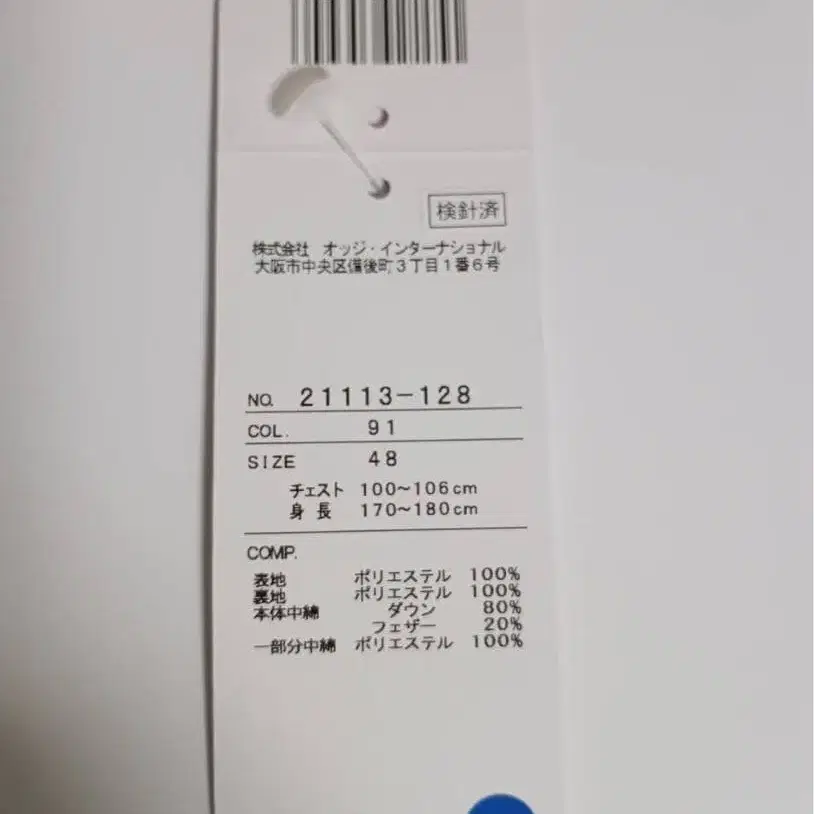 検針済
株式会社 オッジ・インターナショナル
大阪市中央区備後町3丁目1番6号
NO. 21113-128
COL. 91
SIZE 48
チェスト 100~106cm
身長 170~180cm
COMP.
表地 ポリエステル 100%
裏地 ポリエステル 100%
本体中綿 ダウン 80%
フェザー 20%
一部分中綿 ポリエステル 100%